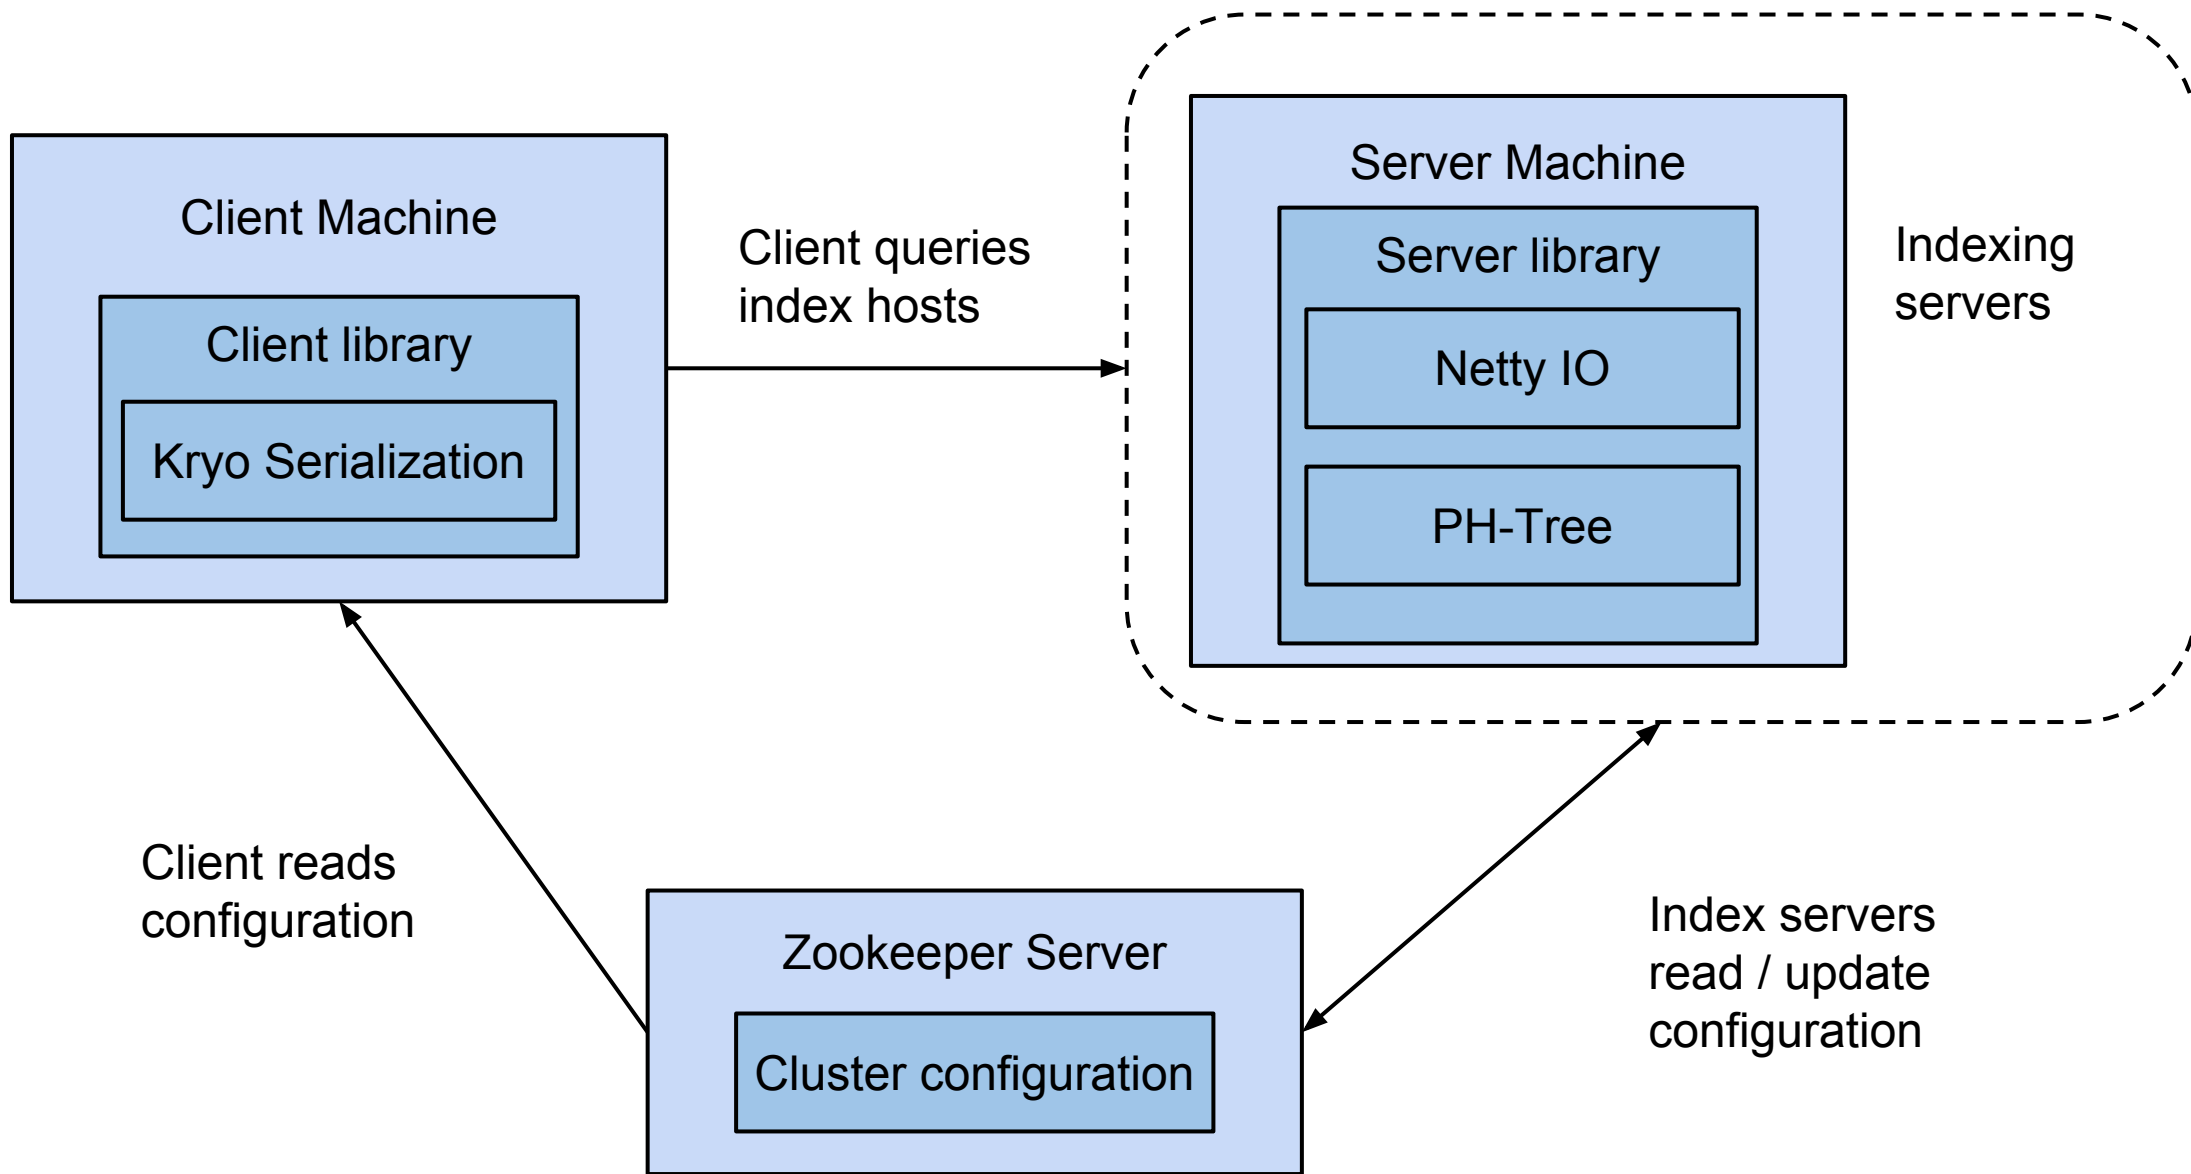 Client Machine
Client library
Kryo Serialization
Client queries
index hosts
Server Machine
Server library
Netty IO
PH-Tree
Indexing
servers
Client reads
configuration
Zookeeper Server
Cluster configuration
Index servers
read / update
configuration